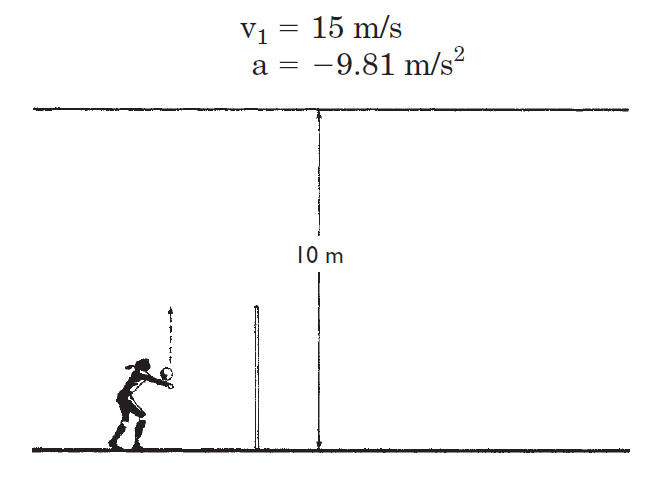 v₁ = 15 m/s
a = −9.81 m/s²
10 m